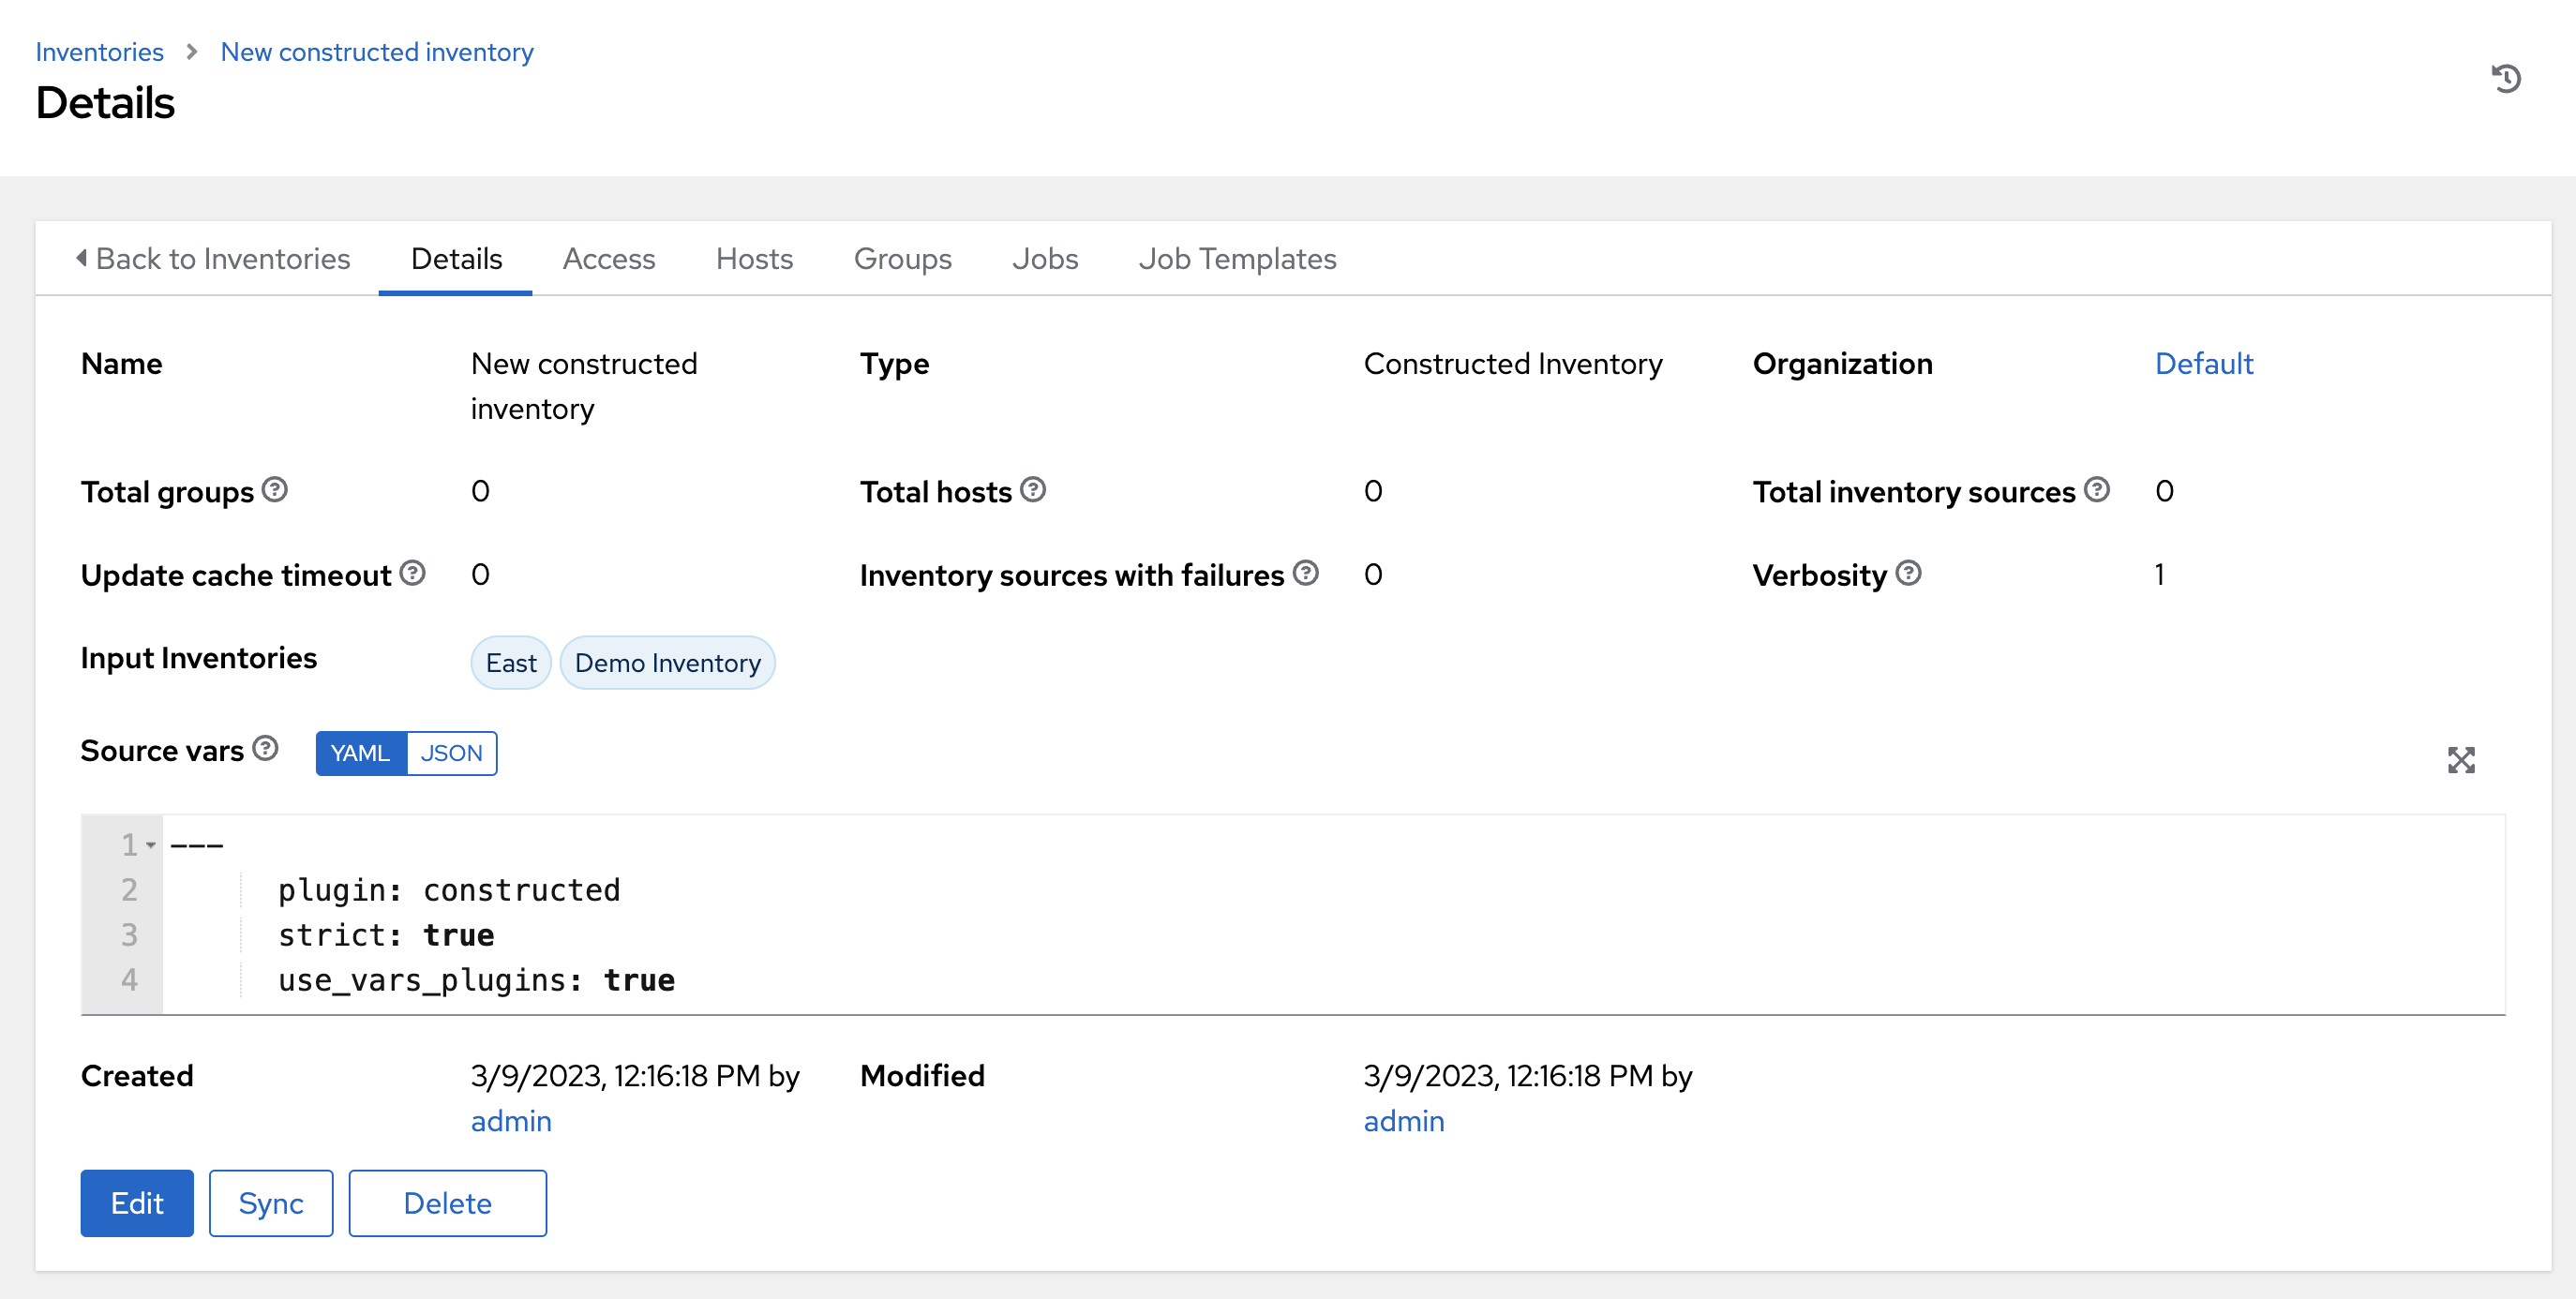 Inventories > New constructed inventory
Details
Back to Inventories Details Access Hosts Groups Jobs Job Templates
Name New constructed inventory Type Constructed Inventory Organization Default
Total groups 0 Total hosts 0 Total inventory sources 0
Update cache timeout 0 Inventory sources with failures 0 Verbosity 1
Input Inventories East Demo Inventory
Source vars YAML JSON
1 ---
2 plugin: constructed
3 strict: true
4 use_vars_plugins: true
Created 3/9/2023, 12:16:18 PM by admin Modified 3/9/2023, 12:16:18 PM by admin
Edit Sync Delete